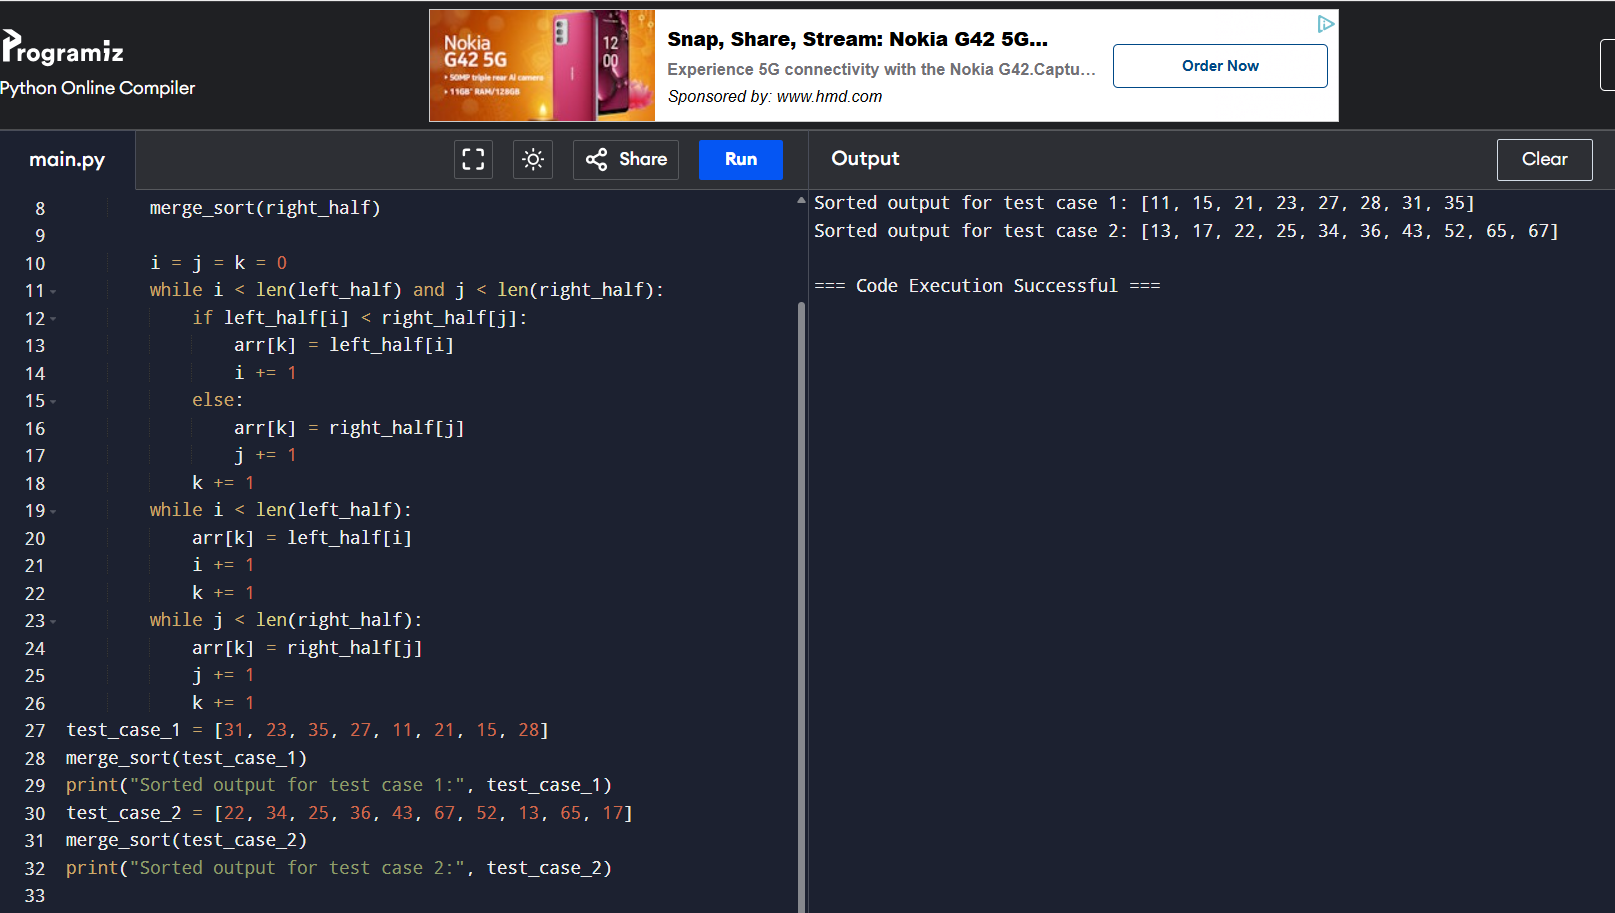 Programiz
Python Online Compiler
Nokia
G42 5G
• 50MP triple rear AI camera
• 11GB* RAM/128GB
12
00
Snap, Share, Stream: Nokia G42 5G...
Experience 5G connectivity with the Nokia G42.Captu...
Sponsored by: www.hmd.com
Order Now
main.py
Share
Run
8 merge_sort(right_half)
9
10 i = j = k = 0
11 while i < len(left_half) and j < len(right_half):
12 if left_half[i] < right_half[j]:
13 arr[k] = left_half[i]
14 i += 1
15 else:
16 arr[k] = right_half[j]
17 j += 1
18 k += 1
19 while i < len(left_half):
20 arr[k] = left_half[i]
21 i += 1
22 k += 1
23 while j < len(right_half):
24 arr[k] = right_half[j]
25 j += 1
26 k += 1
27 test_case_1 = [31, 23, 35, 27, 11, 21, 15, 28]
28 merge_sort(test_case_1)
29 print("Sorted output for test case 1:", test_case_1)
30 test_case_2 = [22, 34, 25, 36, 43, 67, 52, 13, 65, 17]
31 merge_sort(test_case_2)
32 print("Sorted output for test case 2:", test_case_2)
33
Output
Clear
Sorted output for test case 1: [11, 15, 21, 23, 27, 28, 31, 35]
Sorted output for test case 2: [13, 17, 22, 25, 34, 36, 43, 52, 65, 67]
=== Code Execution Successful ===